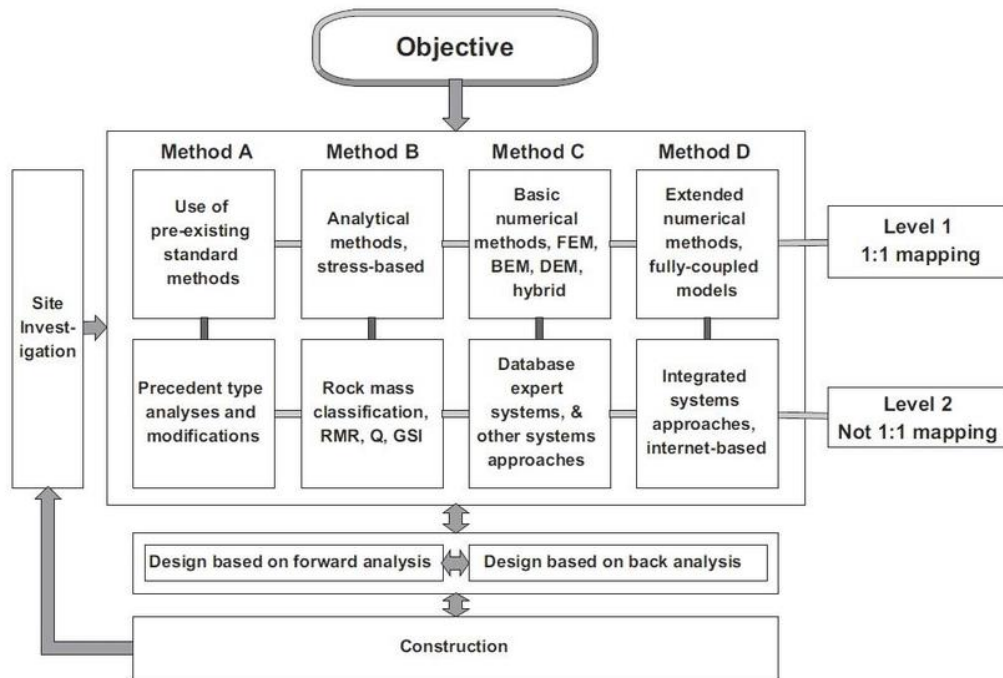 Objective
Method A
Method B
Method C
Method D
Use of
pre-existing
standard
methods
Analytical
methods,
stress-based
Basic
numerical
methods, FEM,
BEM, DEM,
hybrid
Extended
numerical
methods,
fully-coupled
models
Level 1
1:1 mapping
Site
Invest-
igation
Precedent type
analyses and
modifications
Rock mass
classification,
RMR, Q, GSI
Database
expert
systems, &
other systems
approaches
Integrated
systems
approaches,
internet-based
Level 2
Not 1:1 mapping
Design based on forward analysis
Design based on back analysis
Construction